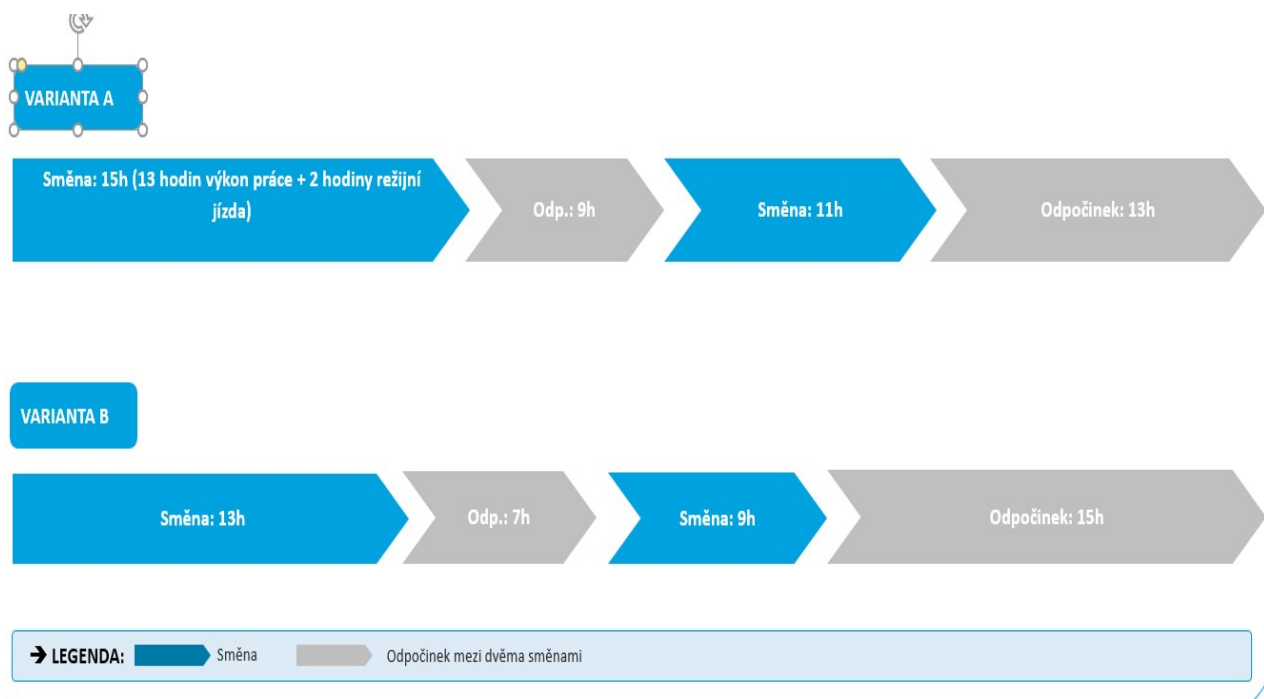 VARIANTA A
Směna: 15h (13 hodin výkon práce + 2 hodiny režijní
jízda)
Odp.: 9h
Směna: 11h
Odpočinek: 13h
VARIANTA B
Směna: 13h
Odp.: 7h
Směna: 9h
Odpočinek: 15h
➔ LEGENDA:
Směna
Odpočinek mezi dvěma směnami